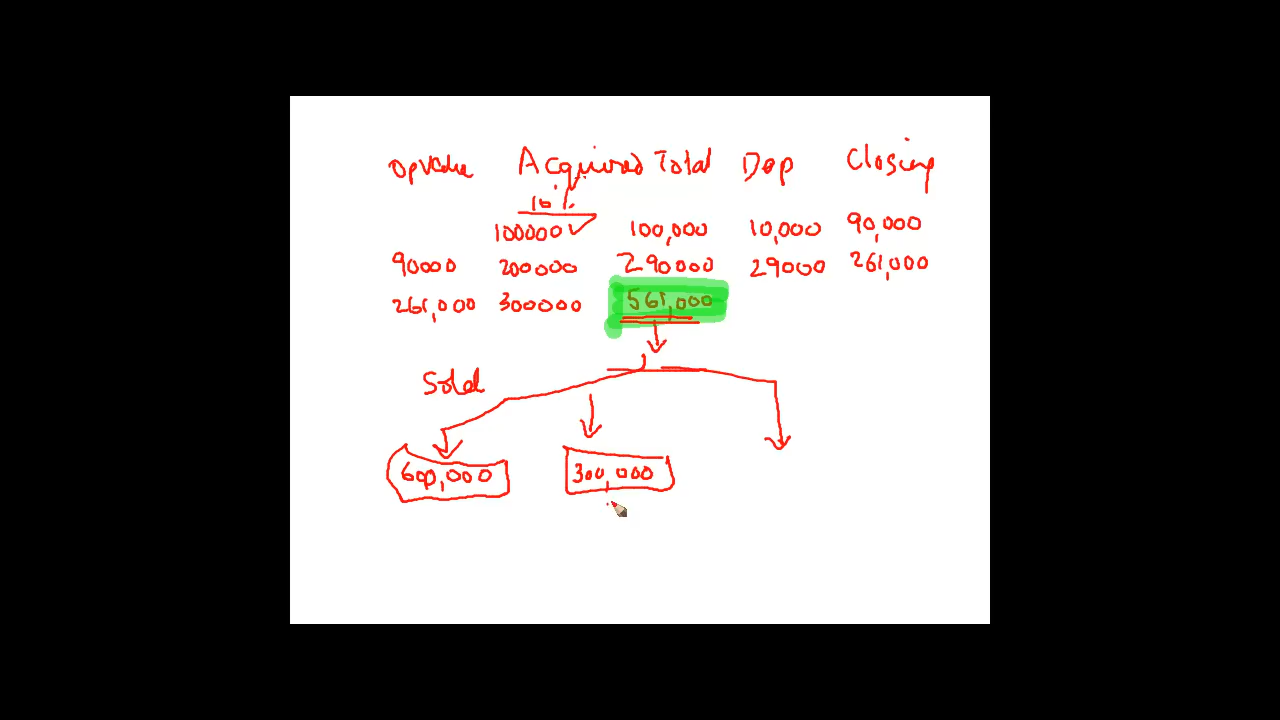 Opvalue Acquired Total Dep Closing
10%
100000 100,000 10,000 90,000
90000 200000 290000 29000 261,000
261,000 300000 561,000
Sold
600,000 300,000